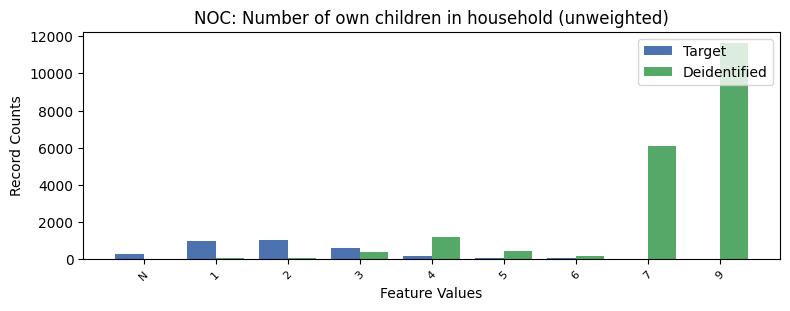 NOC: Number of own children in household (unweighted)
Target
Deidentified
Record Counts
12000
10000
8000
6000
4000
2000
0
N 1 2 3 4 5 6 7 9
Feature Values